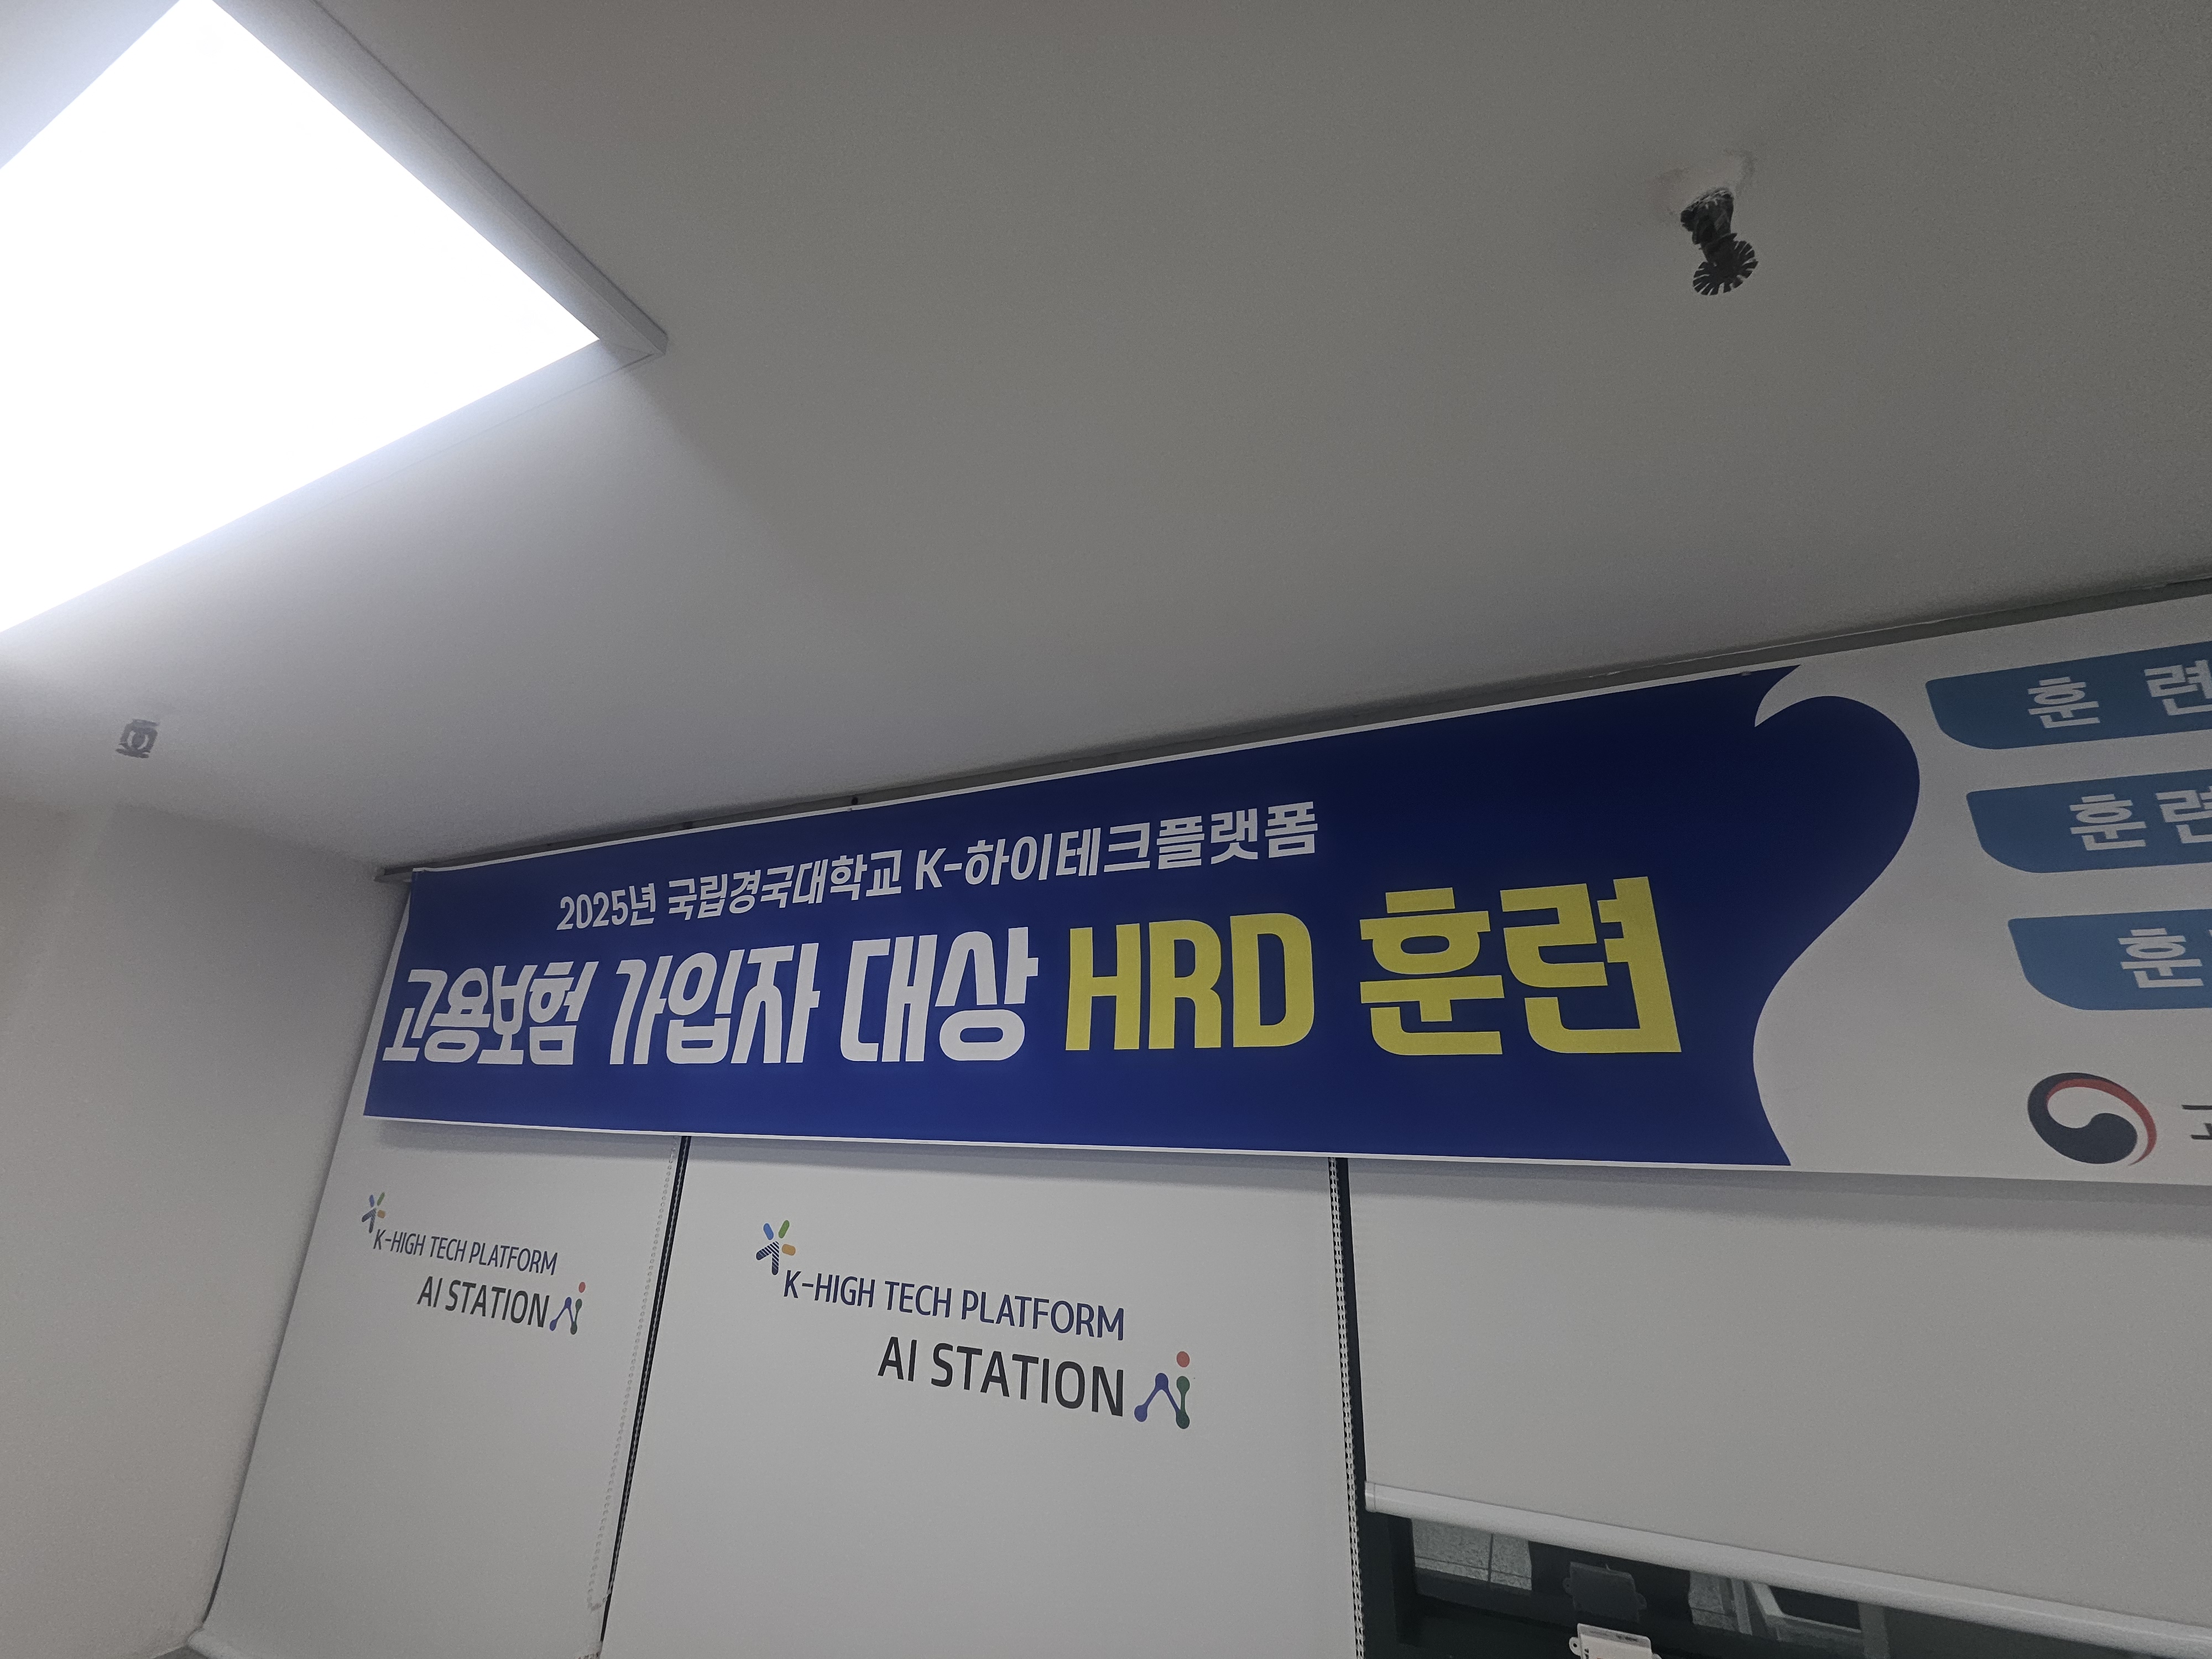 2025년 국립경국대학교 K-하이테크플랫폼
고용보험 가입자 대상 HRD 훈련
훈 련
훈 련
훈
K-HIGH TECH PLATFORM
AI STATION
K-HIGH TECH PLATFORM
AI STATION